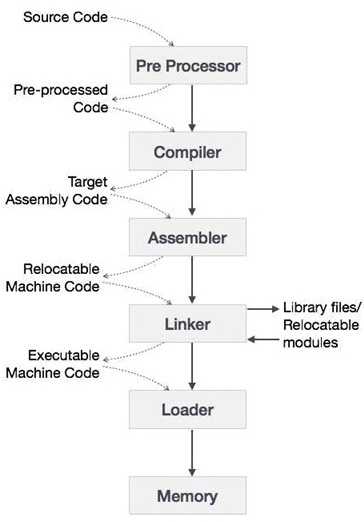 Source Code
Pre Processor
Pre-processed
Code
Compiler
Target
Assembly Code
Assembler
Relocatable
Machine Code
Linker
Library files/
Relocatable
modules
Executable
Machine Code
Loader
Memory